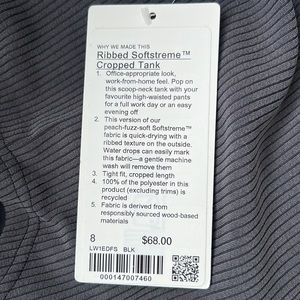 WHY WE MADE THIS
Ribbed Softstreme™
Cropped Tank
1. Office-appropriate look,
work-from-home feel. Pop on
this scoop-neck tank with your
favourite high-waisted pants
for a full work day or an easy
evening off
2. This version of our
peach-fuzz-soft Softstreme™
fabric is quick-drying with a
ribbed texture on the outside.
Water drops can easily mark
this fabric—a gentle machine
wash will remove them
3. Tight fit, cropped length
4. 100% of the polyester in this
product (excluding trims) is
recycled
5. Fabric is derived from
responsibly sourced wood-based
materials
8 $68.00
LW1EDFS BLK
000147007460